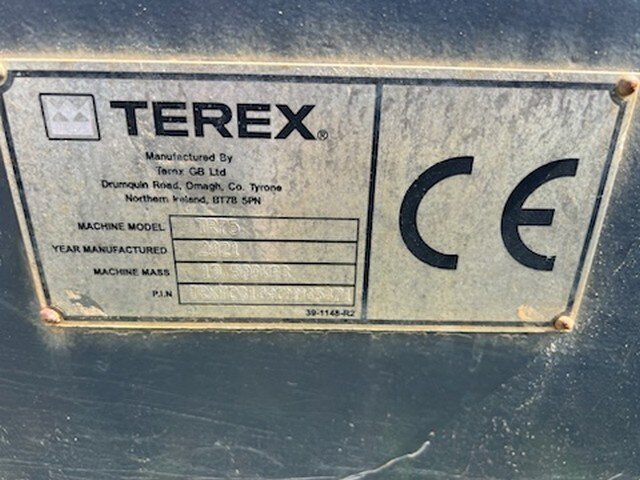 TEREX®
Manufactured By
Terex GB Ltd
Drumquin Road, Omagh, Co. Tyrone
Northern Ireland, BT78 5PN
MACHINE MODEL
YEAR MANUFACTURED 2021
MACHINE MASS
P.I.N
39-1148-R2
CE